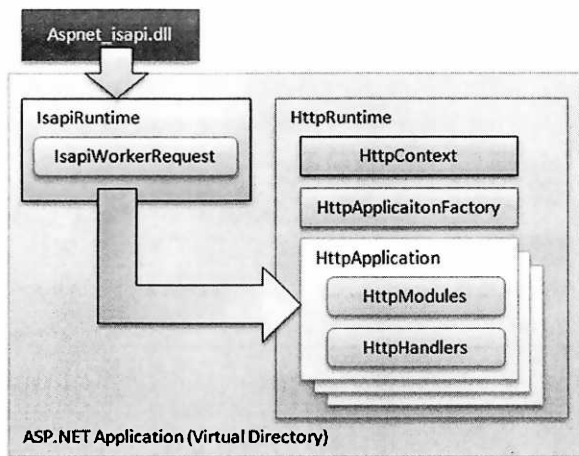 Aspnet_isapi.dll
IsapiRuntime
IsapiWorkerRequest
HttpRuntime
HttpContext
HttpApplicaitonFactory
HttpApplication
HttpModules
HttpHandlers
ASP.NET Application (Virtual Directory)